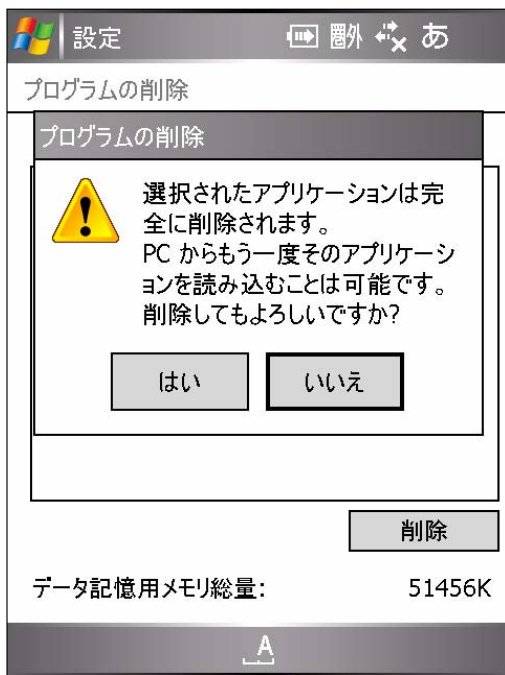 設定 圏外 あ
プログラムの削除
プログラムの削除
選択されたアプリケーションは完
全に削除されます。
PC からもう一度そのアプリケーシ
ョンを読み込むことは可能です。
削除してもよろしいですか?
はい いいえ
削除
データ記憶用メモリ総量: 51456K
A